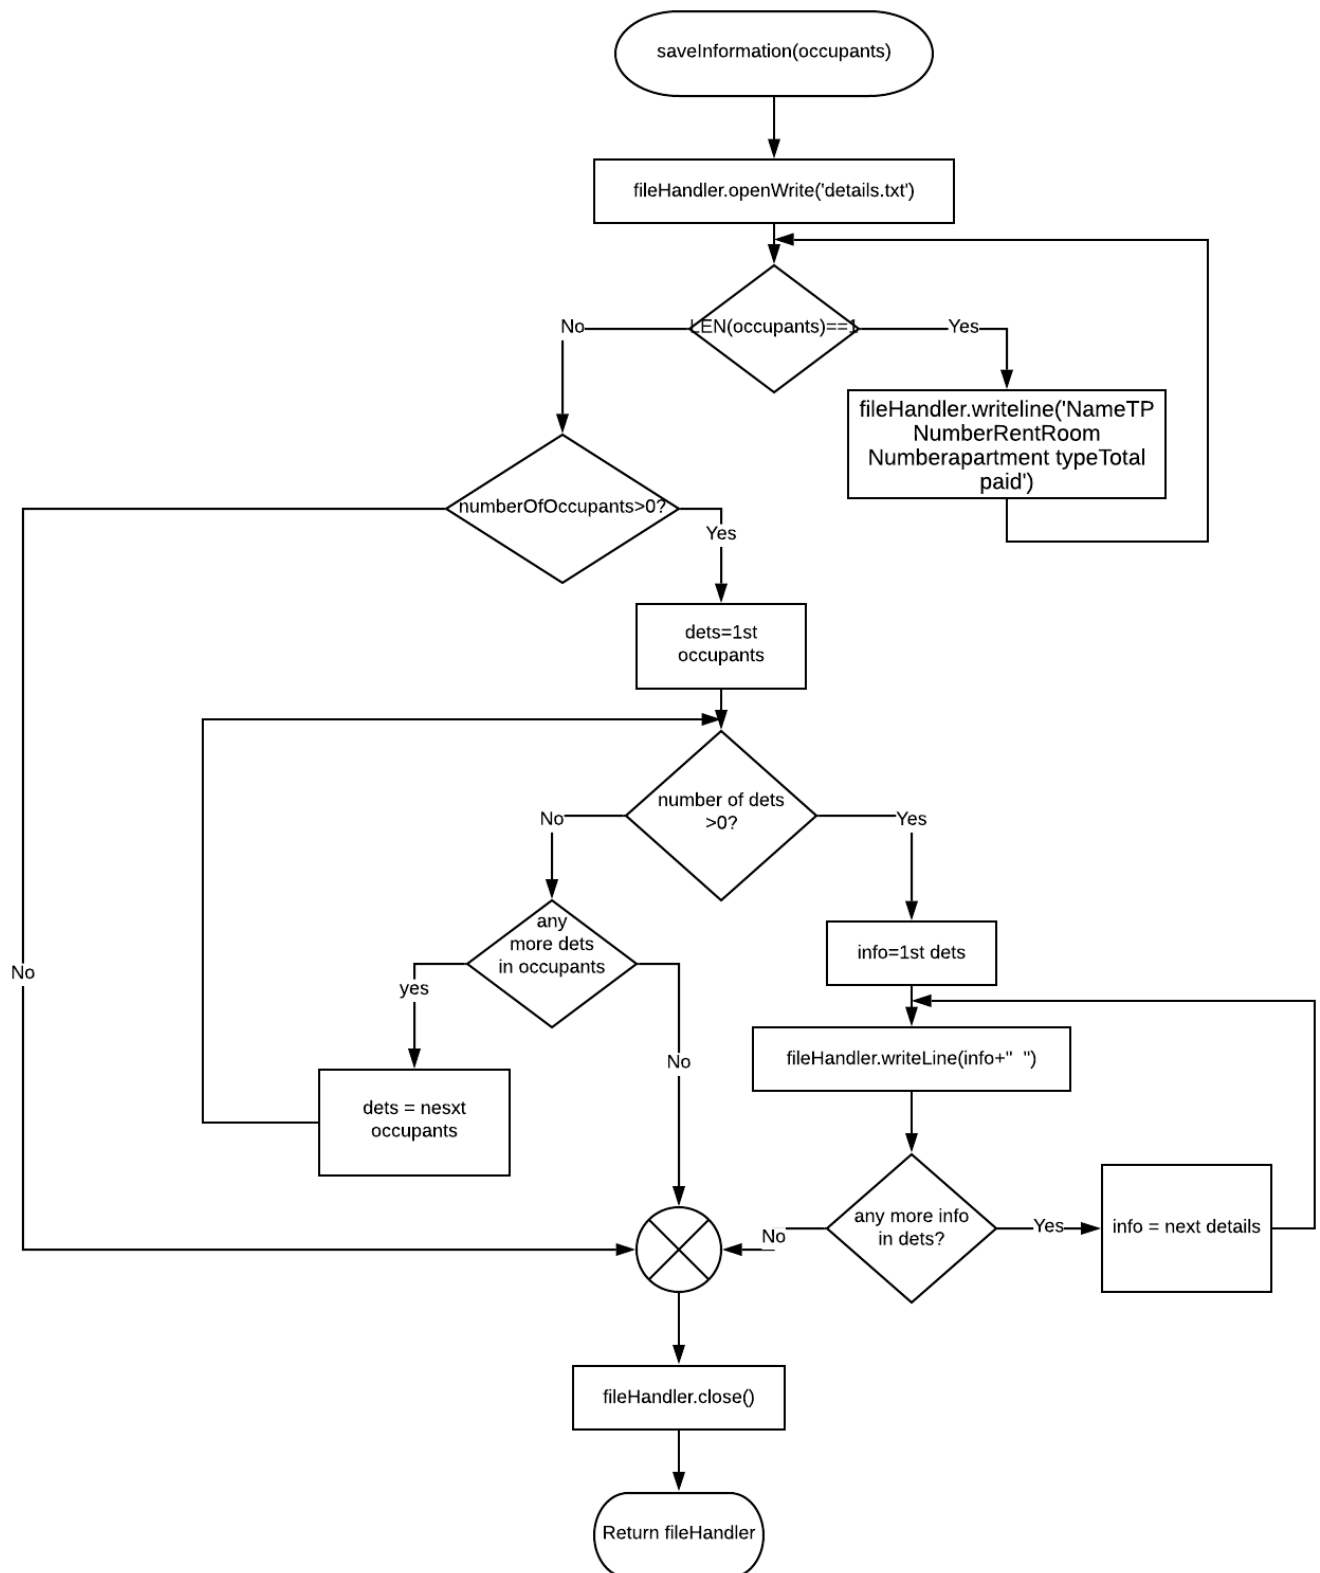 saveInformation(occupants)
fileHandler.openWrite('details.txt')
LEN(occupants)==1
No
Yes
fileHandler.writeline('NameTP
NumberRentRoom
Numberapartment typeTotal
paid')
numberOfOccupants>0?
Yes
dets=1st
occupants
number of dets
>0?
No
Yes
any
more dets
in occupants
info=1st dets
No
yes
No
fileHandler.writeLine(info+"  ")
dets = nesxt
occupants
any more info
in dets?
Yes
info = next details
No
fileHandler.close()
Return fileHandler